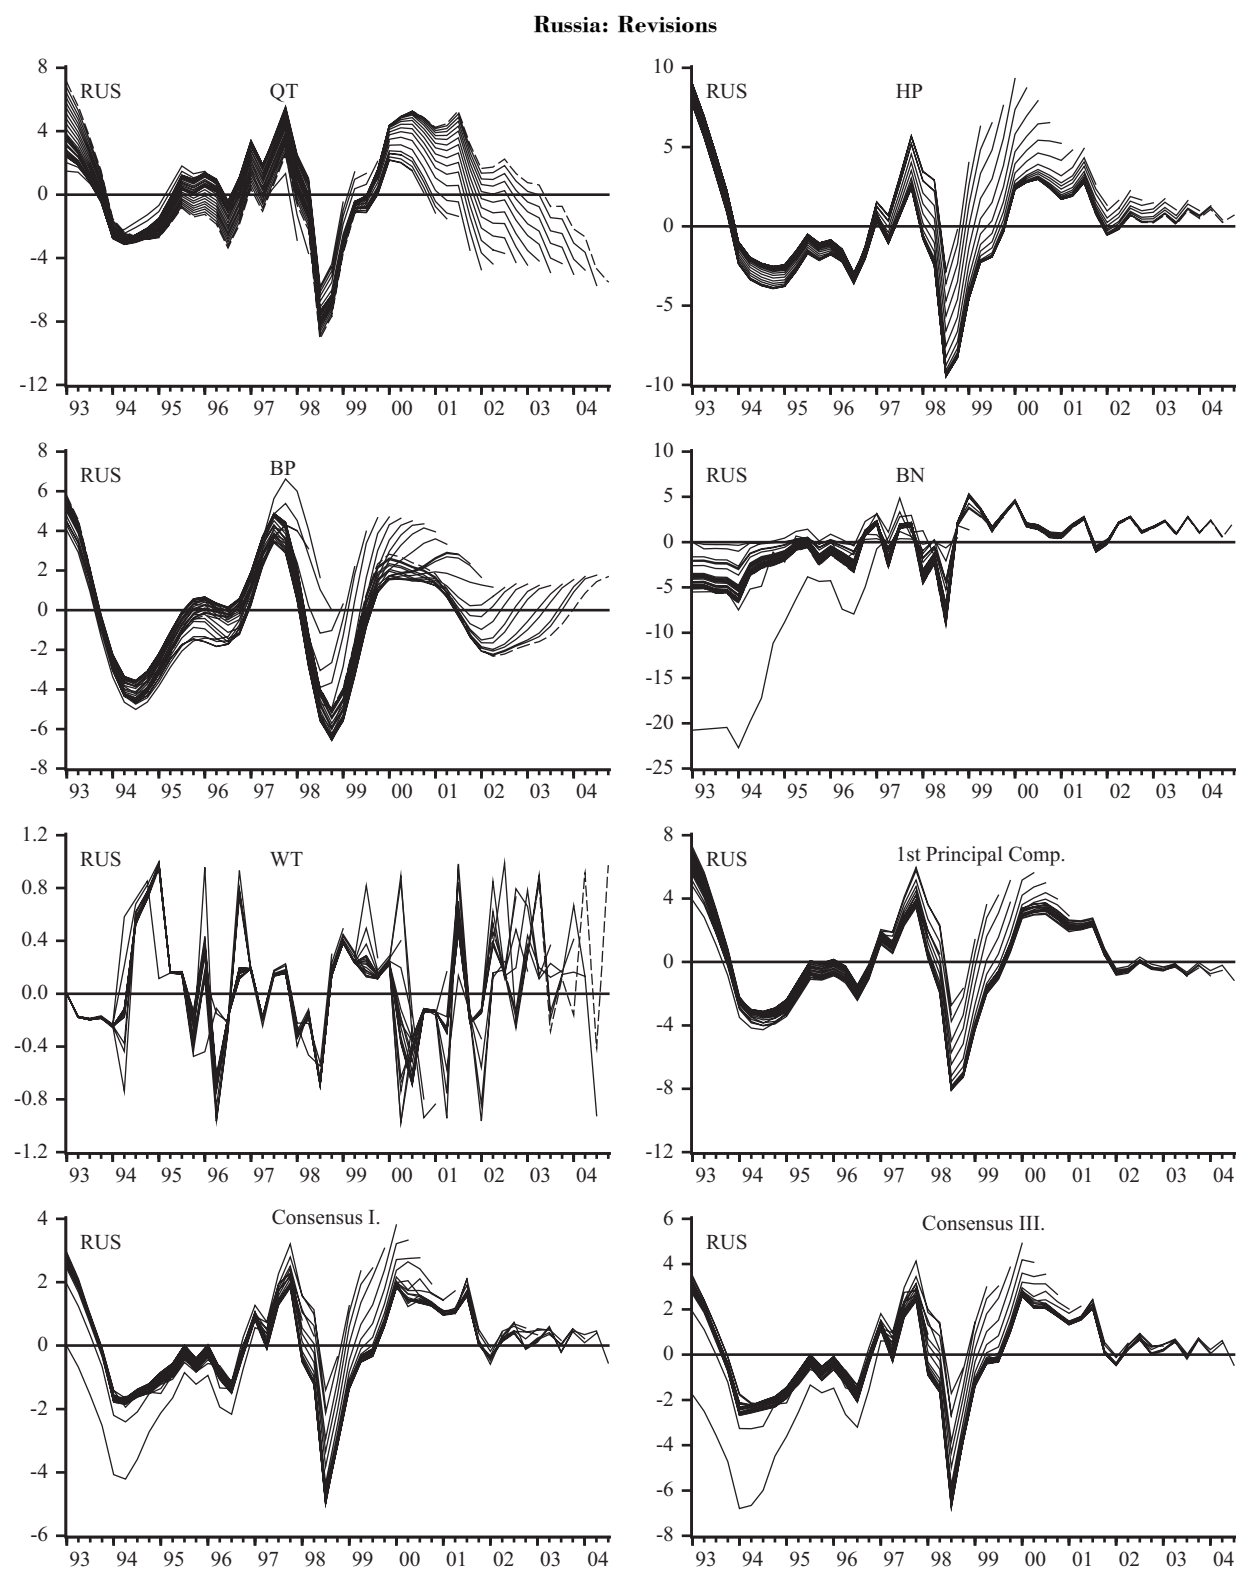 Russia: Revisions
RUS QT
8
4
0
-4
-8
-12
93 94 95 96 97 98 99 00 01 02 03 04
RUS HP
10
5
0
-5
-10
93 94 95 96 97 98 99 00 01 02 03 04
RUS BP
8
6
4
2
0
-2
-4
-6
-8
93 94 95 96 97 98 99 00 01 02 03 04
RUS BN
10
5
0
-5
-10
-15
-20
-25
93 94 95 96 97 98 99 00 01 02 03 04
RUS WT
1.2
0.8
0.4
0.0
-0.4
-0.8
-1.2
93 94 95 96 97 98 99 00 01 02 03 04
RUS 1st Principal Comp.
8
4
0
-4
-8
-12
93 94 95 96 97 98 99 00 01 02 03 04
Consensus I.
RUS
4
2
0
-2
-4
-6
93 94 95 96 97 98 99 00 01 02 03 04
Consensus III.
RUS
6
4
2
0
-2
-4
-6
-8
93 94 95 96 97 98 99 00 01 02 03 04